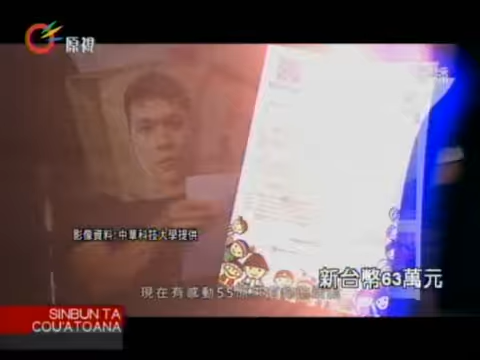 原視
影像資料:中華科技大學提供
新台幣63萬元
現在有感動55
SINBUN TA
COU'ATOANA